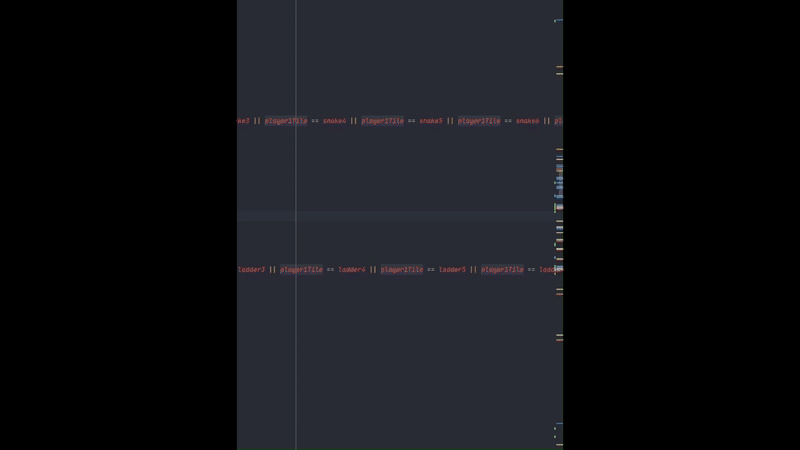 ke3 || player1Tile == snake4 || player1Tile == snake5 || player1Tile == snake6 || pl
ladder3 || player1Tile == ladder4 || player1Tile == ladder5 || player1Tile == ladd